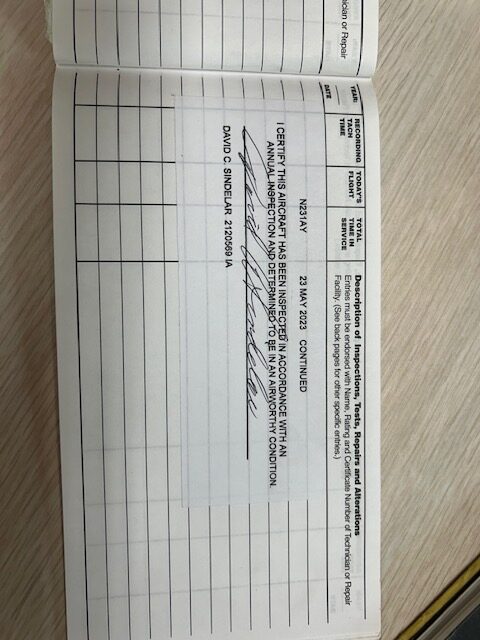 ician or Repair
YEAR:
DATE
RECORDING
TACH
TIME
TODAY'S
FLIGHT
TOTAL
TIME IN
SERVICE
Description of Inspections, Tests, Repairs and Alterations
Entries must be endorsed with Name, Rating and Certificate Number of Technician or Repair
Facility. (See back pages for other specific entries.)
N231AY 23 MAY 2023 CONTINUED
I CERTIFY THIS AIRCRAFT HAS BEEN INSPECTED IN ACCORDANCE WITH AN
ANNUAL INSPECTION AND DETERMINED TO BE IN AN AIRWORTHY CONDITION.
David C Sindelar
DAVID C. SINDELAR 2120569 IA